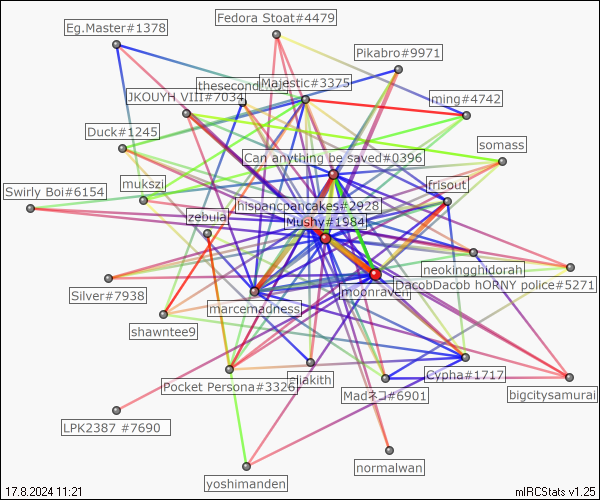 Fedora Stoat#4479
Eg.Master#1378
Pikabro#9971
Majestic#3375
JKOUYH VIII#7034
ming#4742
Duck#1245
somass
Can anything be saved#0396
mukszi
frisout
Swirly Boi#6154
hispancpancakes#2928
zebula
Mushy#1984
neokingghidorah
DacobDacob hORNY police#5271
Silver#7938
moonraven
marcemadness
shawntee9
Cypha#1717
Pocket Persona#3326
Madネコ#6901
bigcitysamurai
LPK2387 #7690
normalwan
yoshimanden
17.8.2024 11:21
mIRCStats v1.25